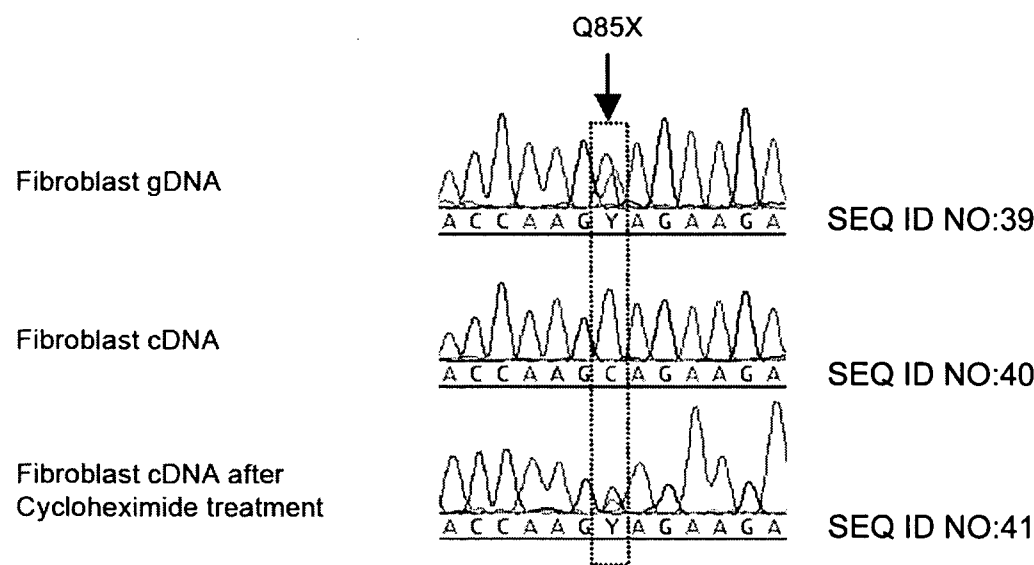 Q85X
Fibroblast gDNA
A C C A A G Y A G A A G A
SEQ ID NO:39
Fibroblast cDNA
A C C A A G C A G A A G A
SEQ ID NO:40
Fibroblast cDNA after
Cycloheximide treatment
A C C A A G Y A G A A G A
SEQ ID NO:41